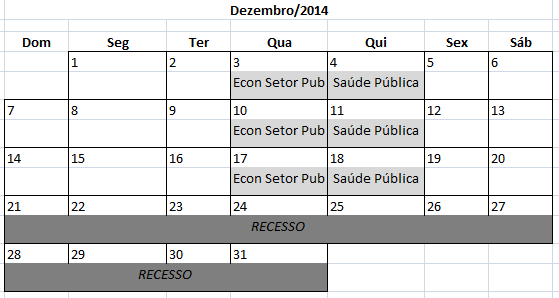 Dezembro/2014
Dom Seg Ter Qua Qui Sex Sáb
1 2 3 4 5 6
Econ Setor Pub Saúde Pública
7 8 9 10 11 12 13
Econ Setor Pub Saúde Pública
14 15 16 17 18 19 20
Econ Setor Pub Saúde Pública
21 22 23 24 25 26 27
RECESSO
28 29 30 31
RECESSO